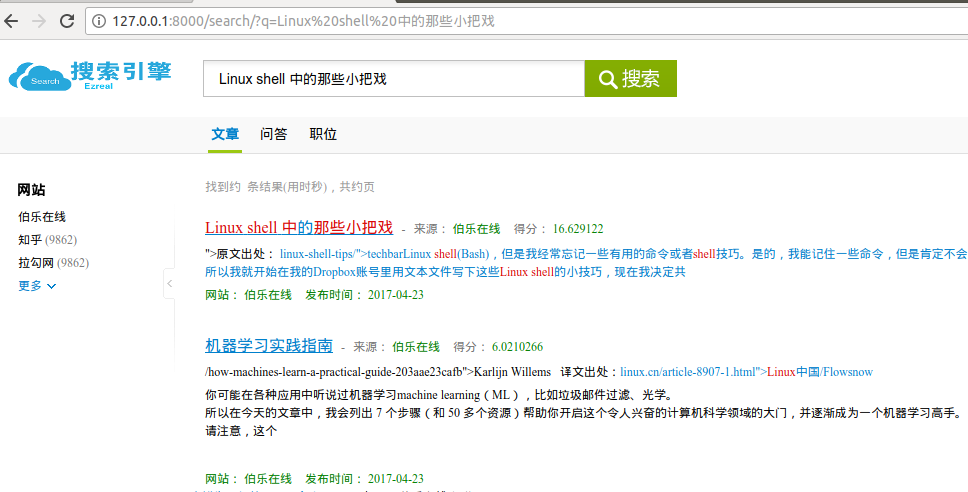 127.0.0.1:8000/search/?q=Linux%20shell%20中的那些小把戏
Search 搜索引擎
Ezreal
Linux shell 中的那些小把戏
搜索
文章 问答 职位
网站
伯乐在线
知乎 (9862)
拉勾网 (9862)
更多
找到约 条结果(用时秒)，共约页
Linux shell 中的那些小把戏 - 来源： 伯乐在线 得分： 16.629122
">原文出处： linux-shell-tips/">techbarLinux shell(Bash)，但是我经常忘记一些有用的命令或者shell技巧。是的，我能记住一些命令，但是肯定不会
所以我就开始在我的Dropbox账号里用文本文件写下这些Linux shell的小技巧，现在我决定共
网站： 伯乐在线 发布时间： 2017-04-23
机器学习实践指南 - 来源： 伯乐在线 得分： 6.0210266
/how-machines-learn-a-practical-guide-203aae23cafb">Karlijn Willems 译文出处：linux.cn/article-8907-1.html">Linux中国/Flowsnow
你可能在各种应用中听说过机器学习machine learning（ML），比如垃圾邮件过滤、光学。
所以在今天的文章中，我会列出 7 个步骤（和 50 多个资源）帮助你开启这个令人兴奋的计算机科学领域的大门，并逐渐成为一个机器学习高手。
请注意，这个
网站： 伯乐在线 发布时间： 2017-04-23